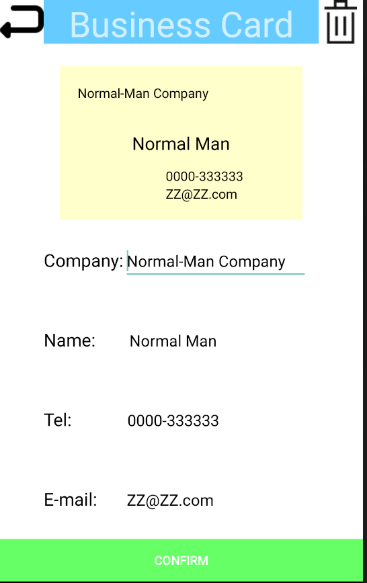 Business Card
Normal-Man Company
Normal Man
0000-333333
ZZ@ZZ.com
Company: Normal-Man Company
Name: Normal Man
Tel: 0000-333333
E-mail: ZZ@ZZ.com
CONFIRM